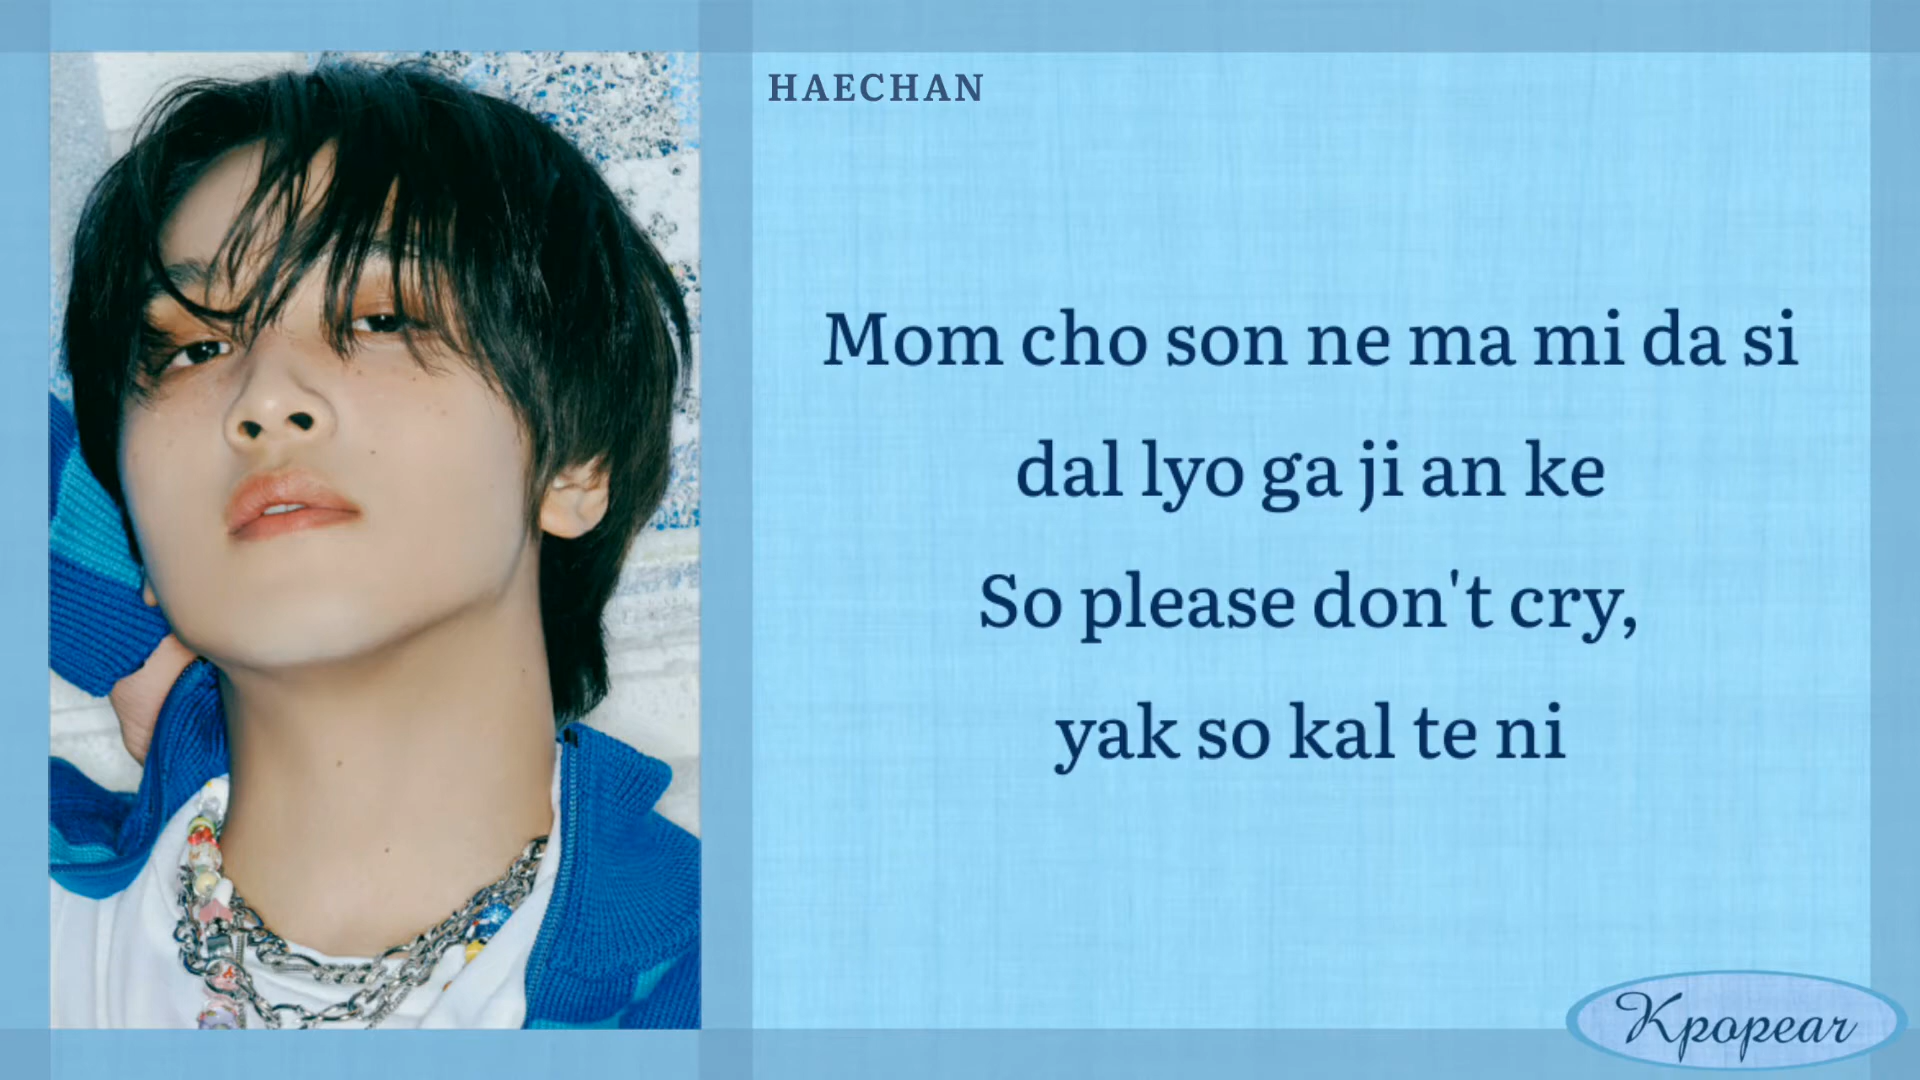 HAECHAN
Mom cho son ne ma mi da si
dal lyo ga ji an ke
So please don't cry,
yak so kal te ni
Kpopear